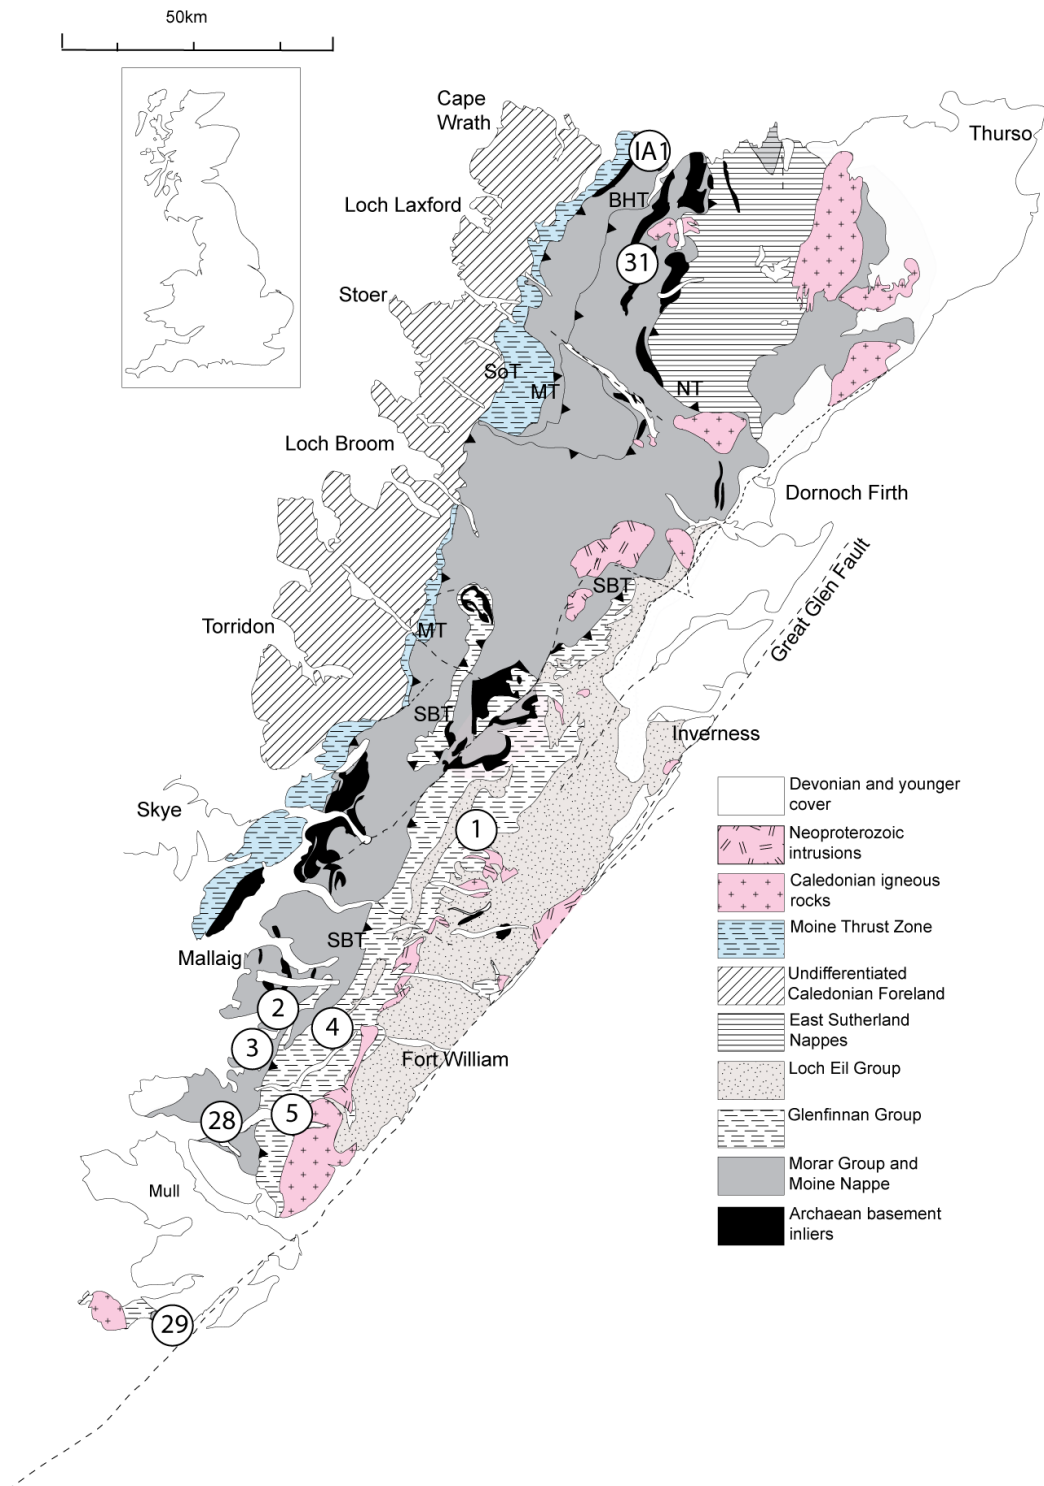 50km
Cape
Wrath
Thurso
IA1
BHT
Loch Laxford
31
Stoer
SoT
MT
NT
Loch Broom
Dornoch Firth
Great Glen Fault
SBT
MT
Torridon
SBT
Inverness
Skye
1
SBT
Mallaig
2
4
3
Fort William
28
5
Mull
29
Devonian and younger
cover
Neoproterozoic
intrusions
Caledonian igneous
rocks
Moine Thrust Zone
Undifferentiated
Caledonian Foreland
East Sutherland
Nappes
Loch Eil Group
Glenfinnan Group
Morar Group and
Moine Nappe
Archaean basement
inliers